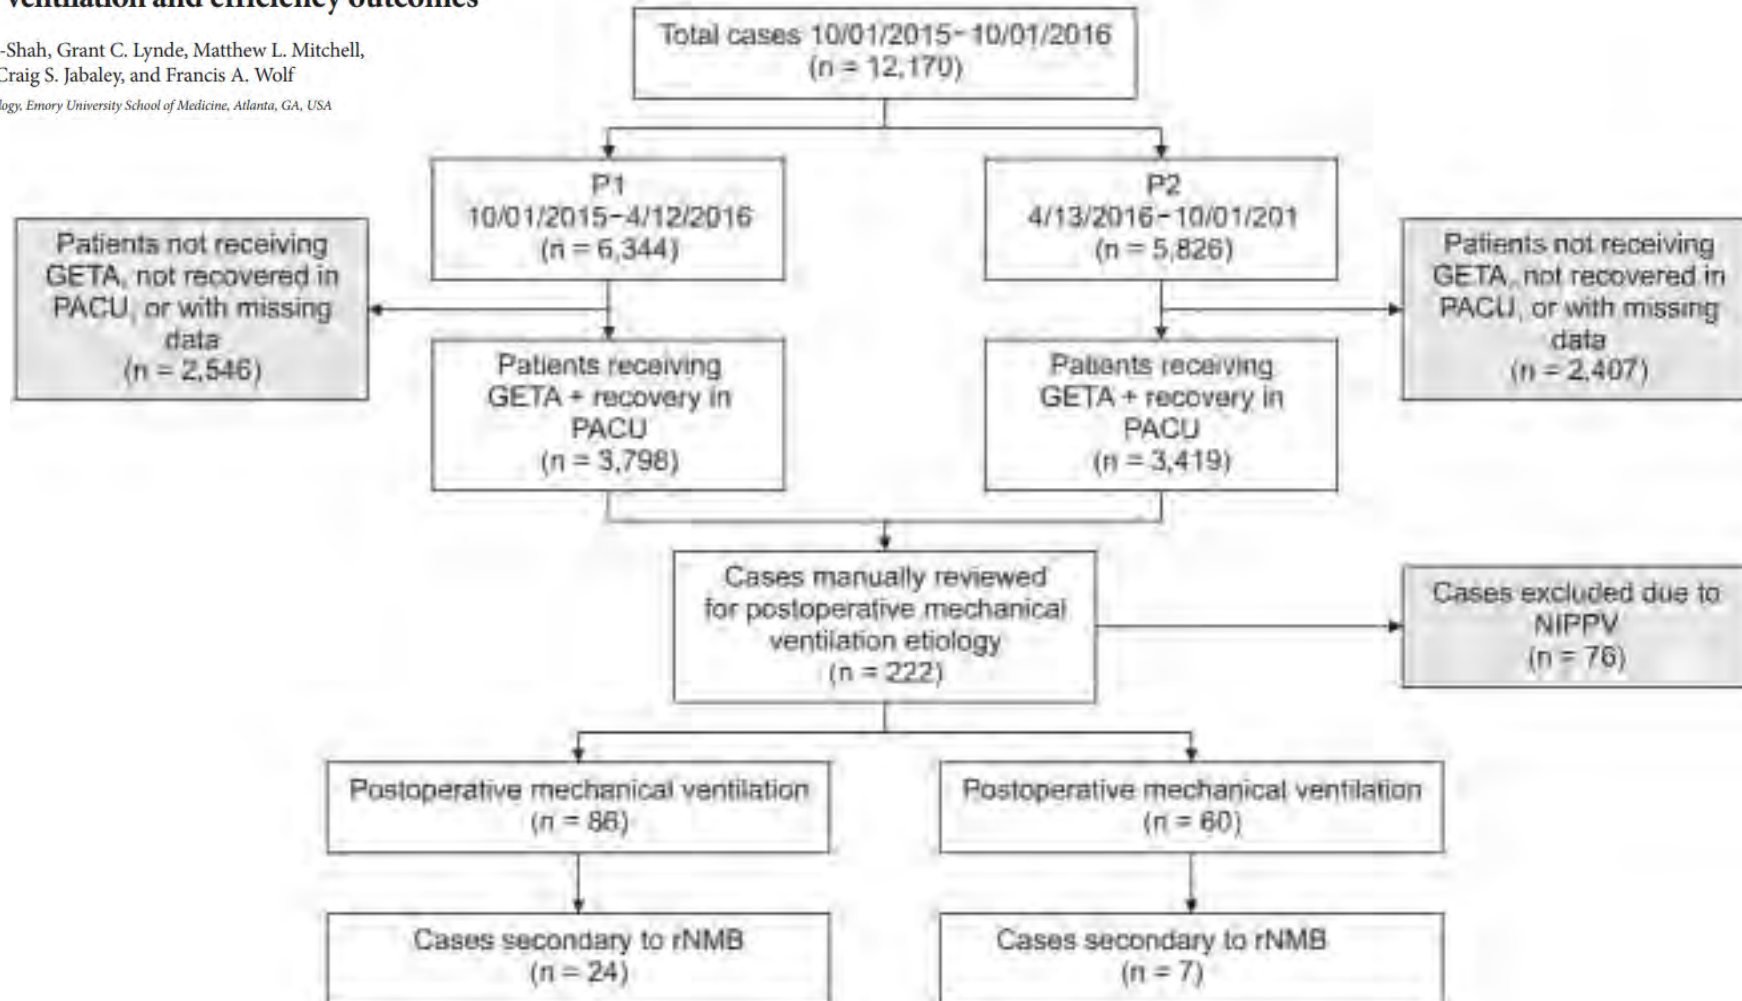 ventilation and efficiency outcomes
-Shah, Grant C. Lynde, Matthew L. Mitchell,
Craig S. Jabaley, and Francis A. Wolf
logy, Emory University School of Medicine, Atlanta, GA, USA
Total cases 10/01/2015–10/01/2016
(n = 12,170)
P1
10/01/2015–4/12/2016
(n = 6,344)
P2
4/13/2016–10/01/201
(n = 5,826)
Patients not receiving
GETA, not recovered in
PACU, or with missing
data
(n = 2,546)
Patients not receiving
GETA, not recovered in
PACU, or with missing
data
(n = 2,407)
Patients receiving
GETA + recovery in
PACU
(n = 3,798)
Patients receiving
GETA + recovery in
PACU
(n = 3,419)
Cases manually reviewed
for postoperative mechanical
ventilation etiology
(n = 222)
Cases excluded due to
NIPPV
(n = 76)
Postoperative mechanical ventilation
(n = 86)
Postoperative mechanical ventilation
(n = 60)
Cases secondary to rNMB
(n = 24)
Cases secondary to rNMB
(n = 7)